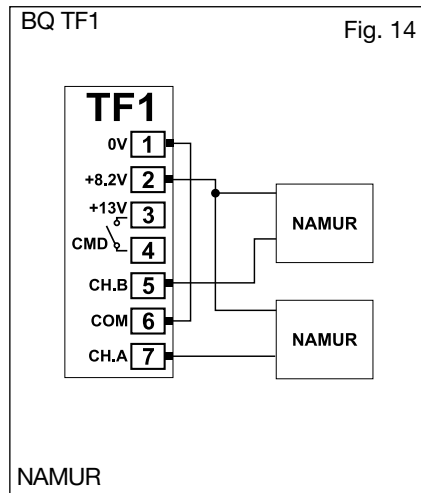 BQ TF1
Fig. 14
TF1
0V 1
+8.2V 2
+13V 3
CMD 4
CH.B 5
COM 6
CH.A 7
NAMUR
NAMUR
NAMUR